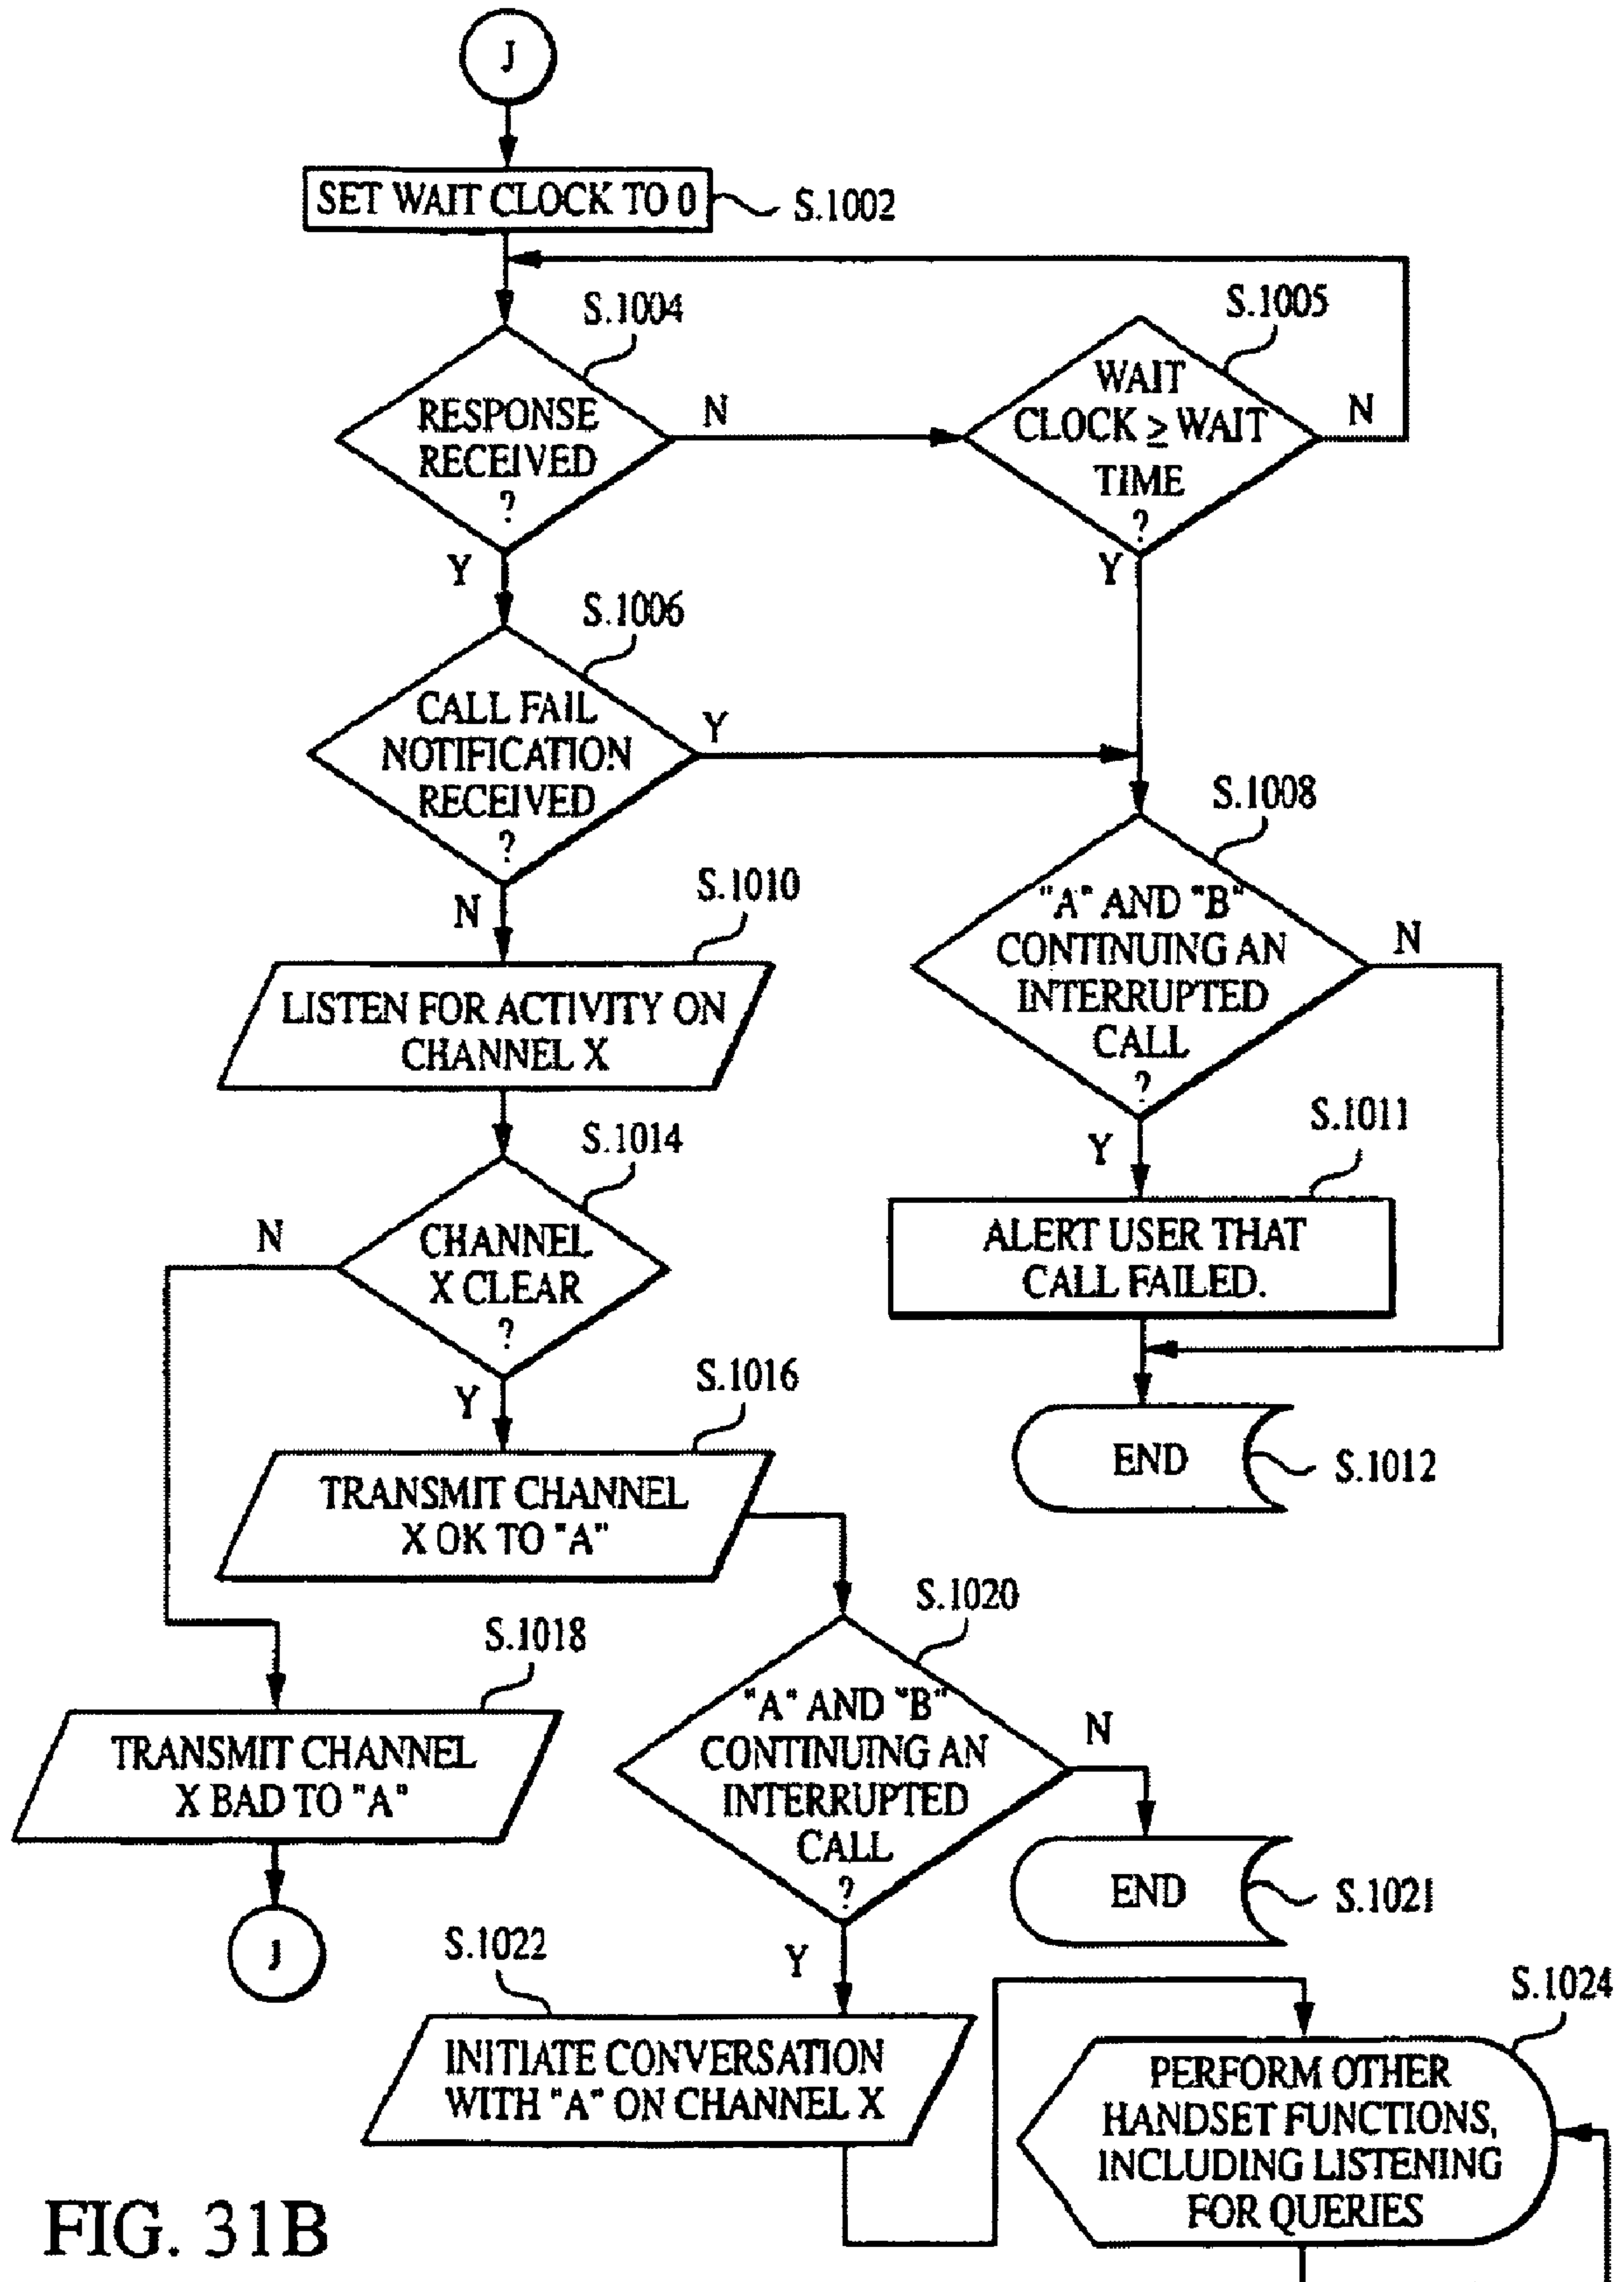 J
SET WAIT CLOCK TO 0
S.1002
S.1004
RESPONSE
RECEIVED
?
N
Y
S.1005
WAIT
CLOCK ≥ WAIT
TIME
?
N
Y
S.1006
CALL FAIL
NOTIFICATION
RECEIVED
?
Y
N
S.1008
"A" AND "B"
CONTINUING AN
INTERRUPTED
CALL
?
N
Y
S.1010
LISTEN FOR ACTIVITY ON
CHANNEL X
S.1011
ALERT USER THAT
CALL FAILED.
END
S.1012
S.1014
CHANNEL
X CLEAR
?
N
Y
S.1016
TRANSMIT CHANNEL
X OK TO "A"
S.1018
TRANSMIT CHANNEL
X BAD TO "A"
J
S.1020
"A" AND "B"
CONTINUING AN
INTERRUPTED
CALL
?
N
Y
END
S.1021
S.1022
INITIATE CONVERSATION
WITH "A" ON CHANNEL X
S.1024
PERFORM OTHER
HANDSET FUNCTIONS,
INCLUDING LISTENING
FOR QUERIES
FIG. 31B